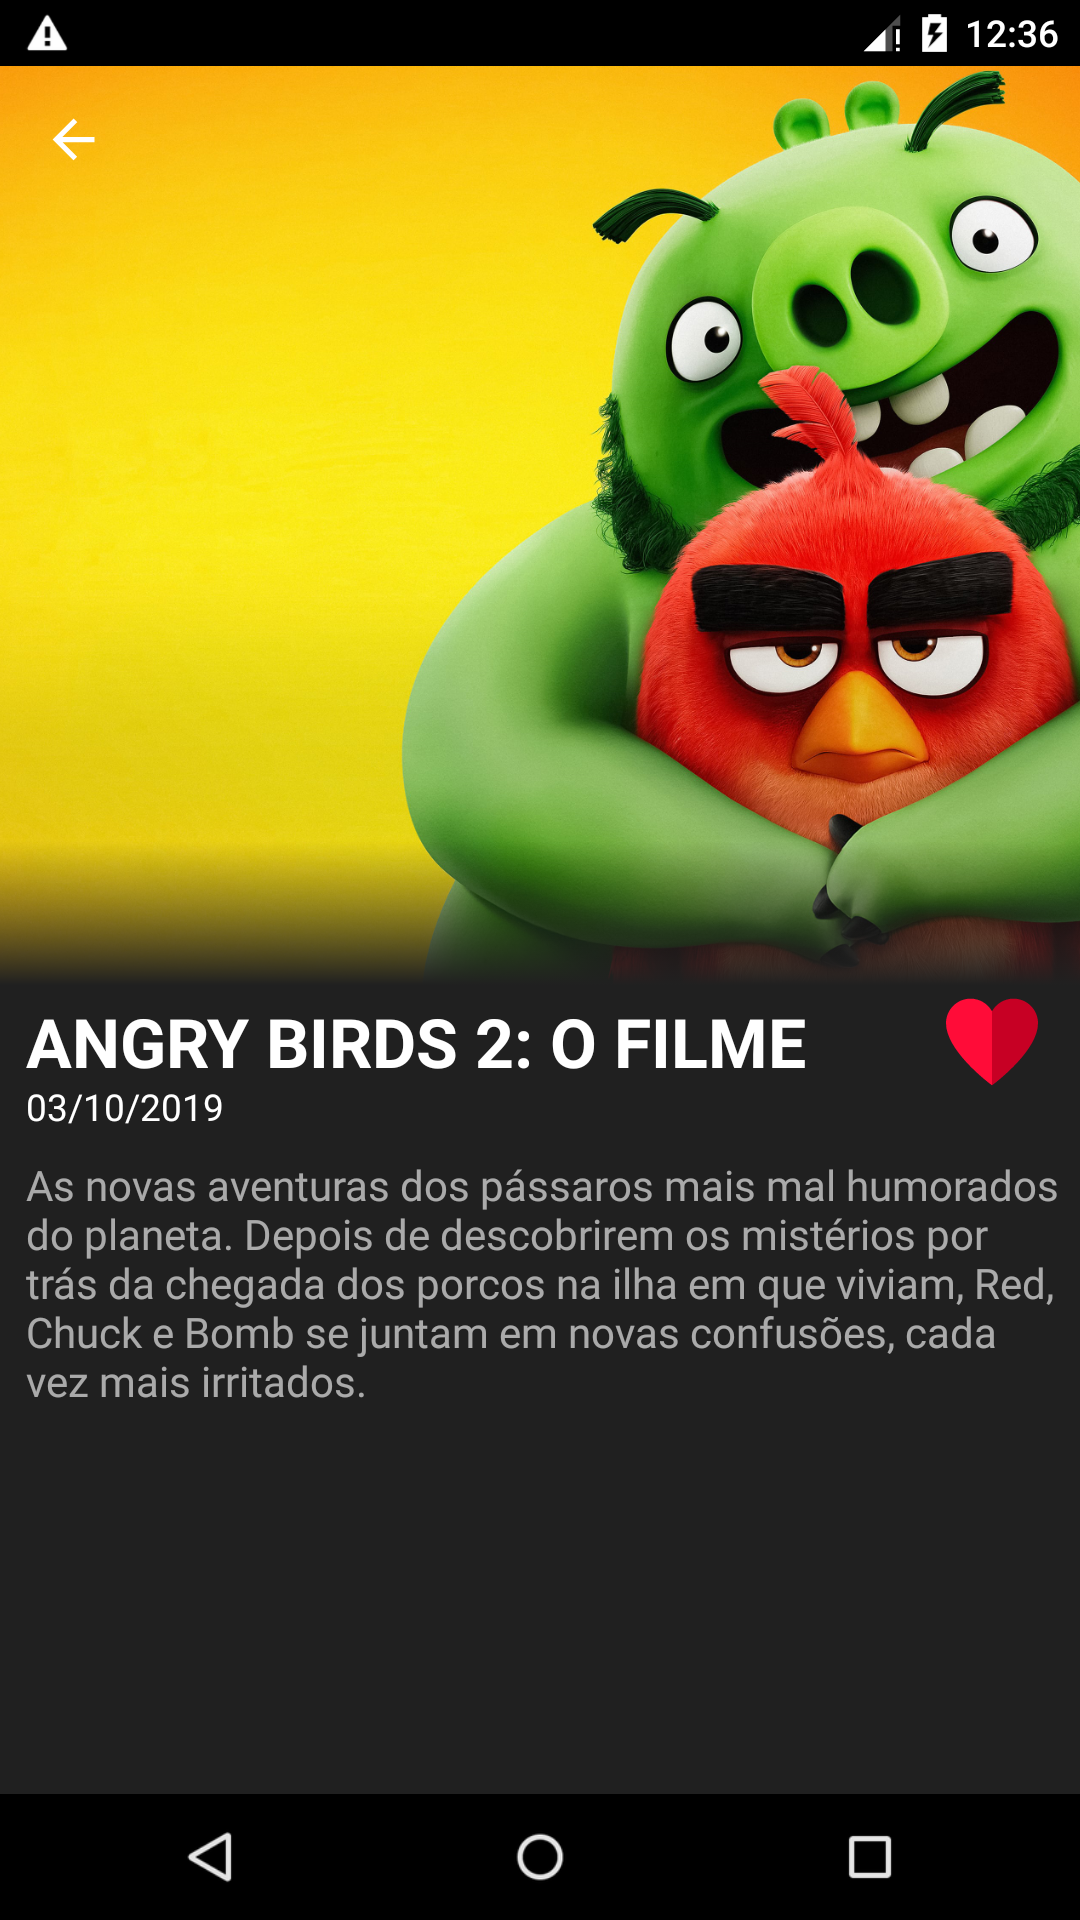 12:36
ANGRY BIRDS 2: O FILME
03/10/2019
As novas aventuras dos pássaros mais mal humorados
do planeta. Depois de descobrirem os mistérios por
trás da chegada dos porcos na ilha em que viviam, Red,
Chuck e Bomb se juntam em novas confusões, cada
vez mais irritados.